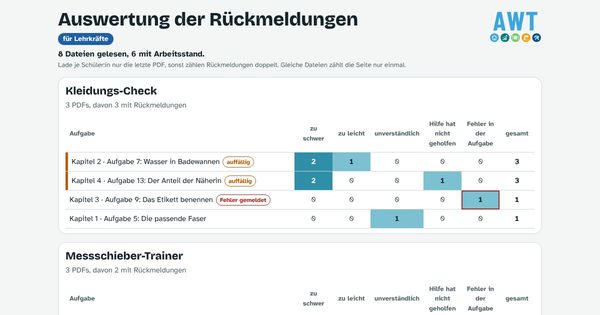 Auswertung der Rückmeldungen
AWT
für Lehrkräfte
8 Dateien gelesen, 6 mit Arbeitsstand.
Lade je Schüler:in nur die letzte PDF, sonst zählen Rückmeldungen doppelt. Gleiche Dateien zählt die Seite nur einmal.
Kleidungs-Check
3 PDFs, davon 3 mit Rückmeldungen
Aufgabe zu schwer zu leicht unverständlich Hilfe hat nicht geholfen Fehler in der Aufgabe gesamt
Kapitel 2 · Aufgabe 7: Wasser in Badewannen auffällig 2 1 0 0 0 3
Kapitel 4 · Aufgabe 13: Der Anteil der Näherin auffällig 2 0 0 1 0 3
Kapitel 3 · Aufgabe 9: Das Etikett benennen Fehler gemeldet 0 0 0 0 1 1
Kapitel 1 · Aufgabe 5: Die passende Faser 0 0 1 0 0 1
Messschieber-Trainer
3 PDFs, davon 2 mit Rückmeldungen
Aufgabe zu schwer zu leicht unverständlich Hilfe hat nicht geholfen Fehler in der Aufgabe gesamt